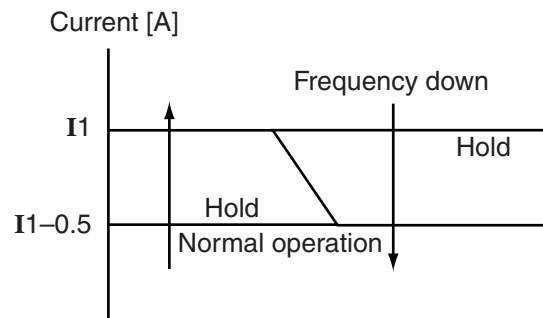 Current [A]
Frequency down
I1
Hold
Hold
I1–0.5
Normal operation